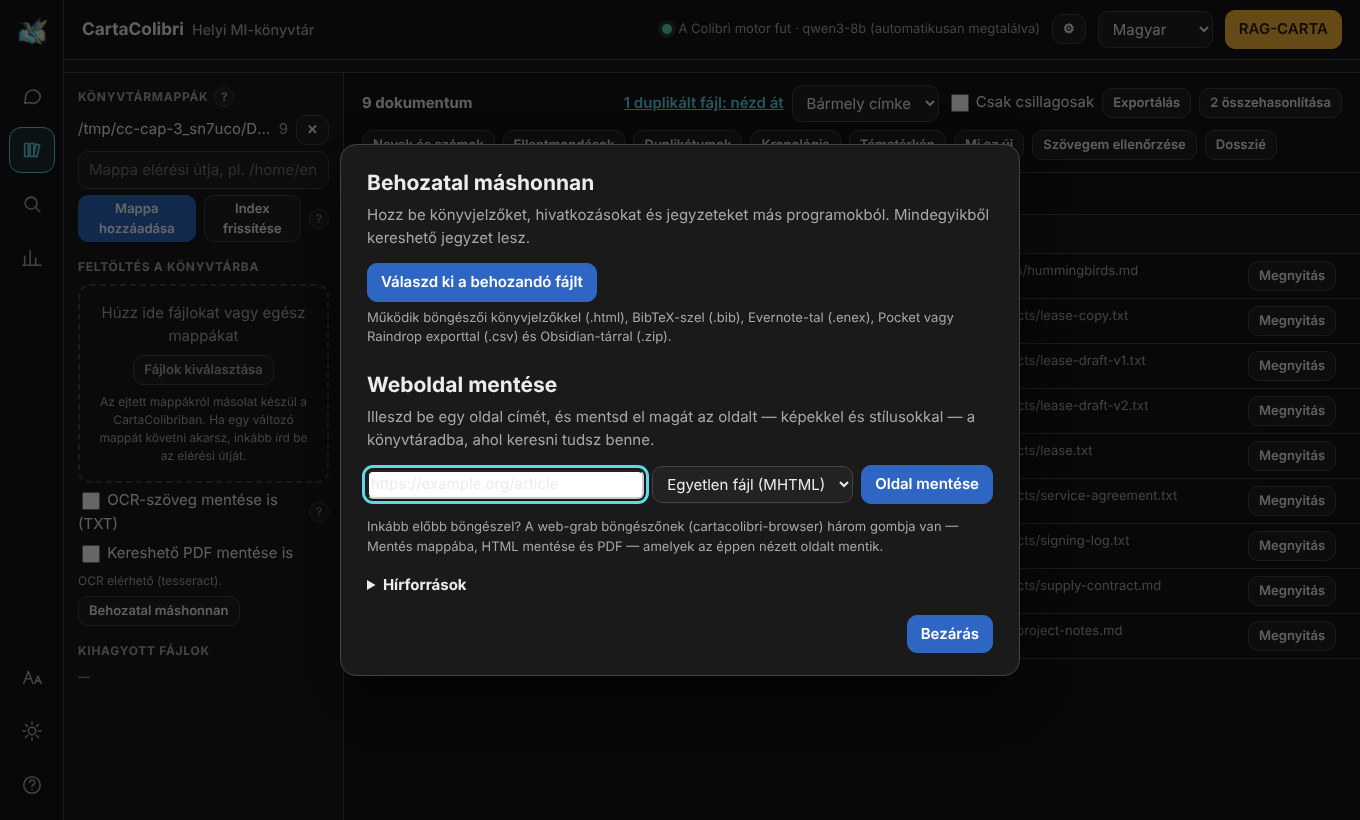 CartaColibri Helyi MI-könyvtár
A Colibrì motor fut · qwen3-8b (automatikusan megtalálva)
Magyar
RAG-CARTA
KÖNYVTÁRMAPPÁK ?
/tmp/cc-cap-3_sn7uco/D... 9 ✕
Mappa elérési útja, pl. /home/en
Mappa hozzáadása
Index frissítése
?
FELTÖLTÉS A KÖNYVTÁRBA
Húzz ide fájlokat vagy egész
mappákat
Fájlok kiválasztása
Az ejtett mappákról másolat készül a
CartaColibriban. Ha egy változó
mappát követni akarsz, inkább írd be
az elérési útját.
OCR-szöveg mentése is
(TXT)
?
Kereshető PDF mentése is
OCR elérhető (tesseract).
Behozatal máshonnan
KIHAGYOTT FÁJLOK
—
9 dokumentum
1 duplikált fájl: nézd át
Bármely címke
Csak csillagosak
Exportálás
2 összehasonlítása
Szövegem ellenőrzése
Dosszié
Behozatal máshonnan
Hozz be könyvjelzőket, hivatkozásokat és jegyzeteket más programokból. Mindegyikből
kereshető jegyzet lesz.
Válaszd ki a behozandó fájlt
Működik böngészői könyvjelzőkkel (.html), BibTeX-szel (.bib), Evernote-tal (.enex), Pocket vagy
Raindrop exporttal (.csv) és Obsidian-tárral (.zip).
Weboldal mentése
Illeszd be egy oldal címét, és mentsd el magát az oldalt — képekkel és stílusokkal — a
könyvtáradba, ahol keresni tudsz benne.
https://example.org/article
Egyetlen fájl (MHTML)
Oldal mentése
Inkább előbb böngészel? A web-grab böngészőnek (cartacolibri-browser) három gombja van —
Mentés mappába, HTML mentése és PDF — amelyek az éppen nézett oldalt mentik.
Hírforrások
Bezárás
/hummingbirds.md
Megnyitás
cts/lease-copy.txt
Megnyitás
cts/lease-draft-v1.txt
Megnyitás
cts/lease-draft-v2.txt
Megnyitás
cts/lease.txt
Megnyitás
cts/service-agreement.txt
Megnyitás
cts/signing-log.txt
Megnyitás
cts/supply-contract.md
Megnyitás
project-notes.md
Megnyitás